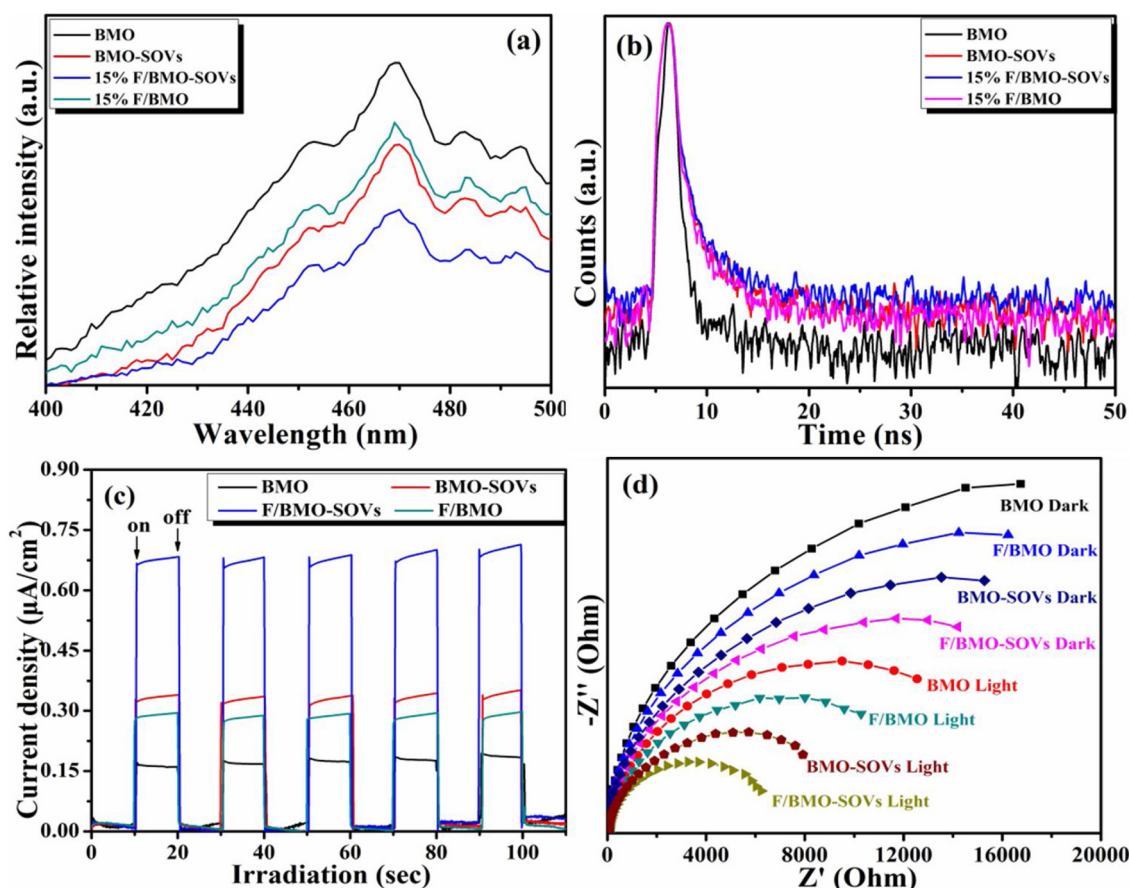 (a)
BMO
BMO-SOVs
15% F/BMO-SOVs
15% F/BMO
Relative intensity (a.u.)
400 420 440 460 480 500
Wavelength (nm)
(b)
BMO
BMO-SOVs
15% F/BMO-SOVs
15% F/BMO
Counts (a.u.)
0 10 20 30 40 50
Time (ns)
(c)
BMO BMO-SOVs
F/BMO-SOVs F/BMO
on off
Current density (μA/cm²)
0.90
0.75
0.60
0.45
0.30
0.15
0.00
0 20 40 60 80 100
Irradiation (sec)
(d)
BMO Dark
F/BMO Dark
BMO-SOVs Dark
F/BMO-SOVs Dark
BMO Light
F/BMO Light
BMO-SOVs Light
F/BMO-SOVs Light
-Z'' (Ohm)
0 4000 8000 12000 16000 20000
Z' (Ohm)